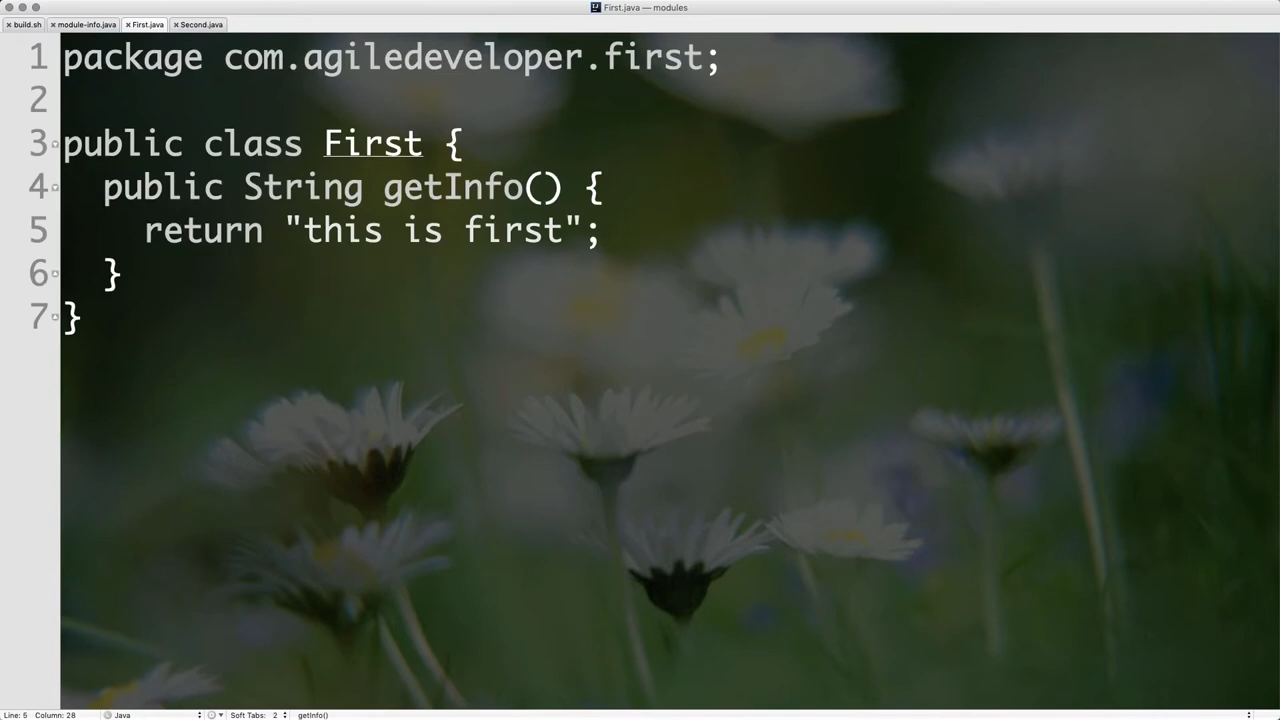 First.java — modules
build.sh module-info.java First.java Second.java
1 package com.agiledeveloper.first;
2
3 public class First {
4 public String getInfo() {
5 return "this is first";
6 }
7 }
Line: 5 Column: 28 Java Soft Tabs: 2 getInfo()